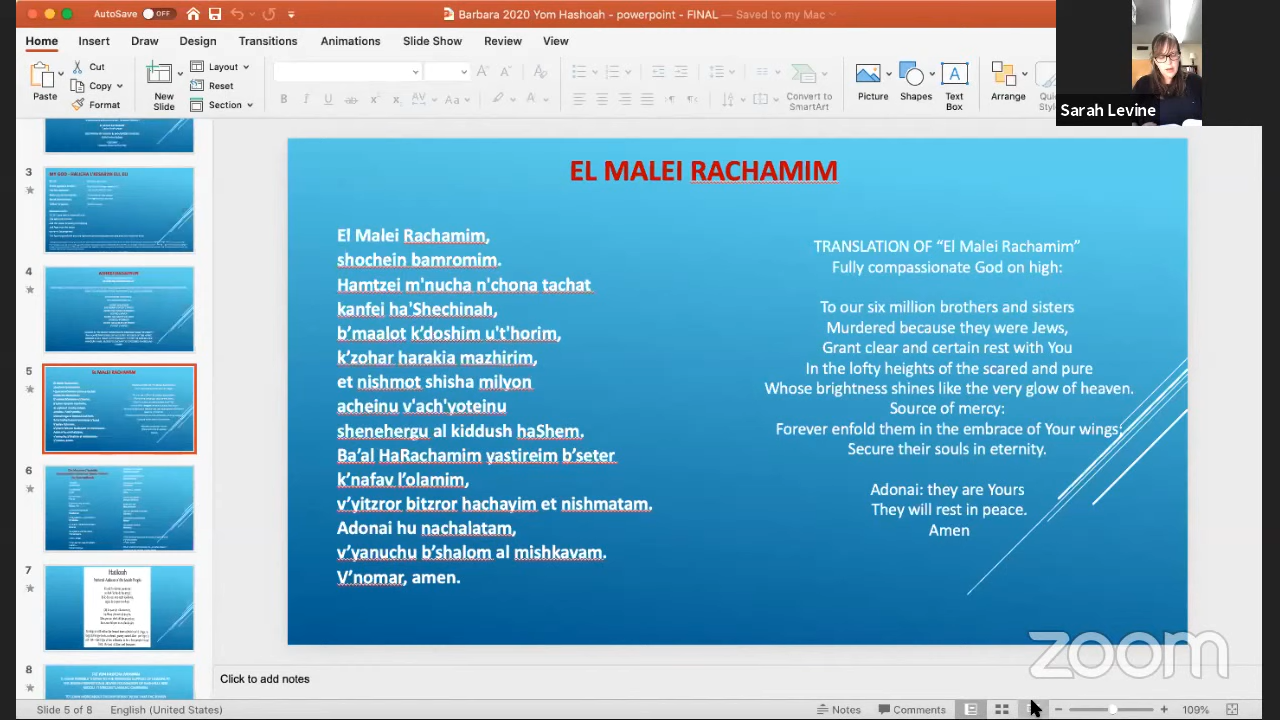 AutoSave OFF
Barbara 2020 Yom Hashoah - powerpoint - FINAL — Saved to my Mac
Home Insert Draw Design Transitions Animations Slide Show Review View
Paste
Cut
Copy
Format
New Slide
Layout
Reset
Section
Convert to SmartArt
Picture
Shapes
Text Box
Arrange
Sarah Levine
3
4
5
6
7
8
EL MALEI RACHAMIM
El Malei Rachamim,
shochein bamromim.
Hamtzei m'nucha n'chona tachat
kanfei ha'Shechinah,
b'ma'alot k'doshim u't'horim,
k'zohar harakia mazhirim,
et nishmot shisha milyon
acheinu v'ach'yoteinu
shenehergu al kiddush haShem.
Ba'al HaRachamim yastireim b'seter
k'nafav l'olamim,
v'yitzror bitzror hachaim et nishmatam.
Adonai hu nachalatam.
v'yanuchu b'shalom al mishkavam.
V'nomar, amen.
TRANSLATION OF "El Malei Rachamim"
Fully compassionate God on high:
To our six million brothers and sisters
Murdered because they were Jews,
Grant clear and certain rest with You
In the lofty heights of the scared and pure
brightness shines like the very glow of heaven.
Source of mercy:
Forever enfold them in the embrace of Your wings;
Secure their souls in eternity.
Adonai: they are Yours
They will rest in peace.
Amen
Click to add notes
zoom
Slide 5 of 8 English (United States) Notes Comments 109%